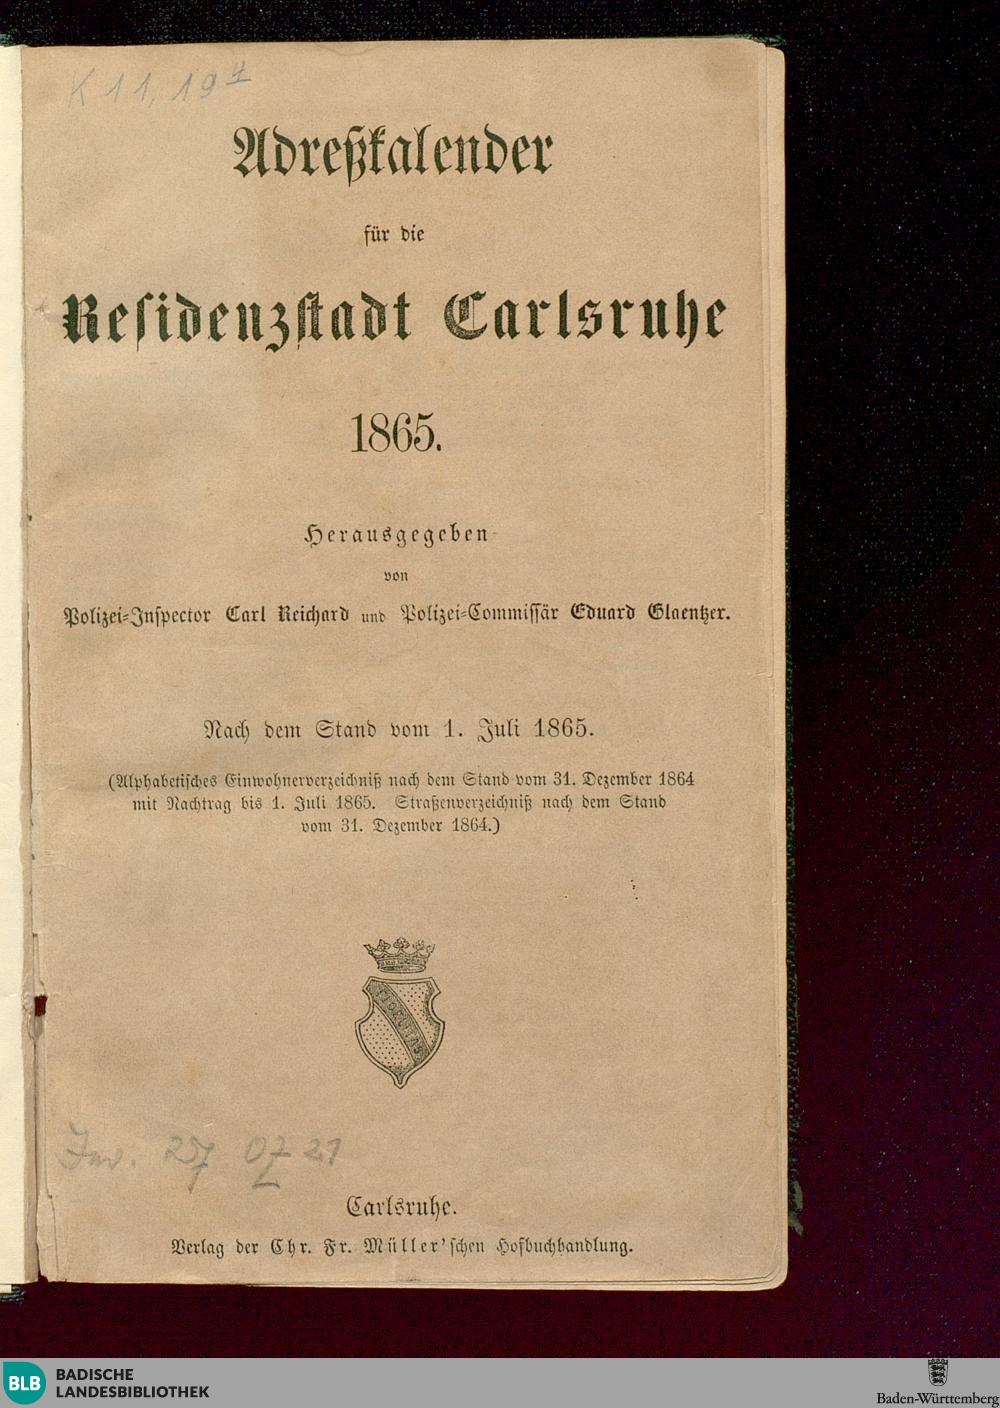 K 11, 19
Adreßkalender
für die
Residenzstadt Carlsruhe
1865.
Herausgegeben
von
Polizei-Inspector Carl Reichard und Polizei-Commissär Eduard Glaentzer.
Nach dem Stand vom 1. Juli 1865.
(Alphabetisches Einwohnerverzeichniß nach dem Stand vom 31. Dezember 1864
mit Nachtrag bis 1. Juli 1865. Straßenverzeichniß nach dem Stand
vom 31. Dezember 1864.)
FIDELITAS
Inv. 27
Carlsruhe.
Verlag der Chr. Fr. Müller'schen Hofbuchhandlung.
BLB
BADISCHE
LANDESBIBLIOTHEK
Baden-Württemberg